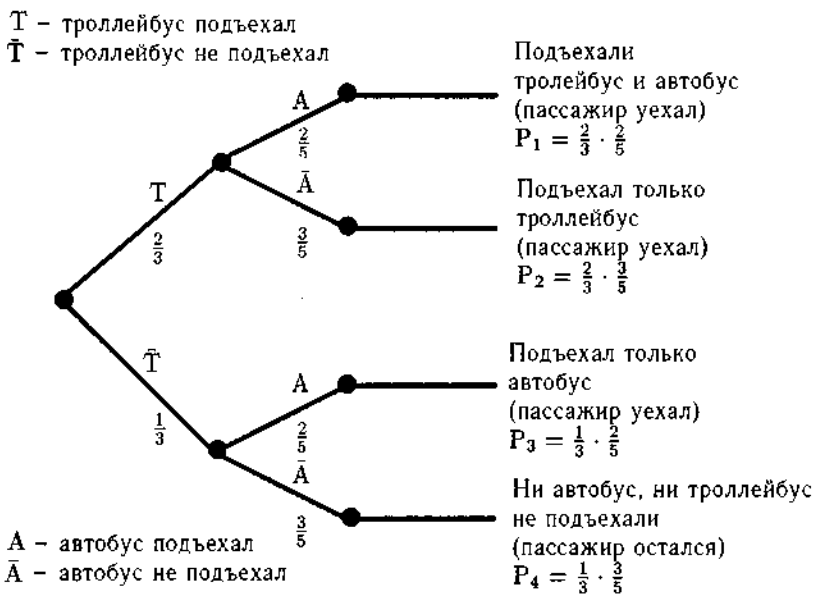 T – троллейбус подъехал
T̄ – троллейбус не подъехал
T
2/3
T̄
1/3
A
2/5
Ā
3/5
A
2/5
Ā
3/5
Подъехали
тролейбус и автобус
(пассажир уехал)
P₁ = 2/3 · 2/5
Подъехал только
троллейбус
(пассажир уехал)
P₂ = 2/3 · 3/5
Подъехал только
автобус
(пассажир уехал)
P₃ = 1/3 · 2/5
Ни автобус, ни троллейбус
не подъехали
(пассажир остался)
P₄ = 1/3 · 3/5
A – автобус подъехал
Ā – автобус не подъехал